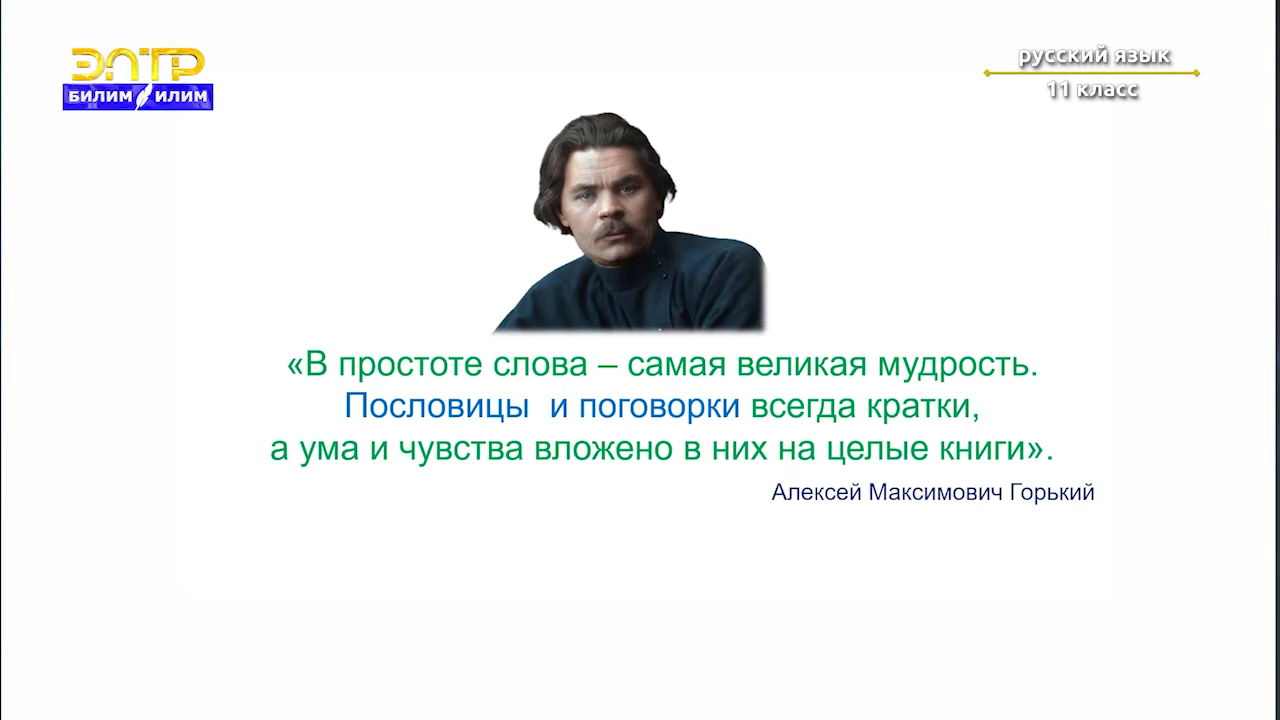 ЭЛТР
БИЛИМ ИЛИМ
русский язык
11 класс
«В простоте слова – самая великая мудрость.
Пословицы и поговорки всегда кратки,
а ума и чувства вложено в них на целые книги».
Алексей Максимович Горький